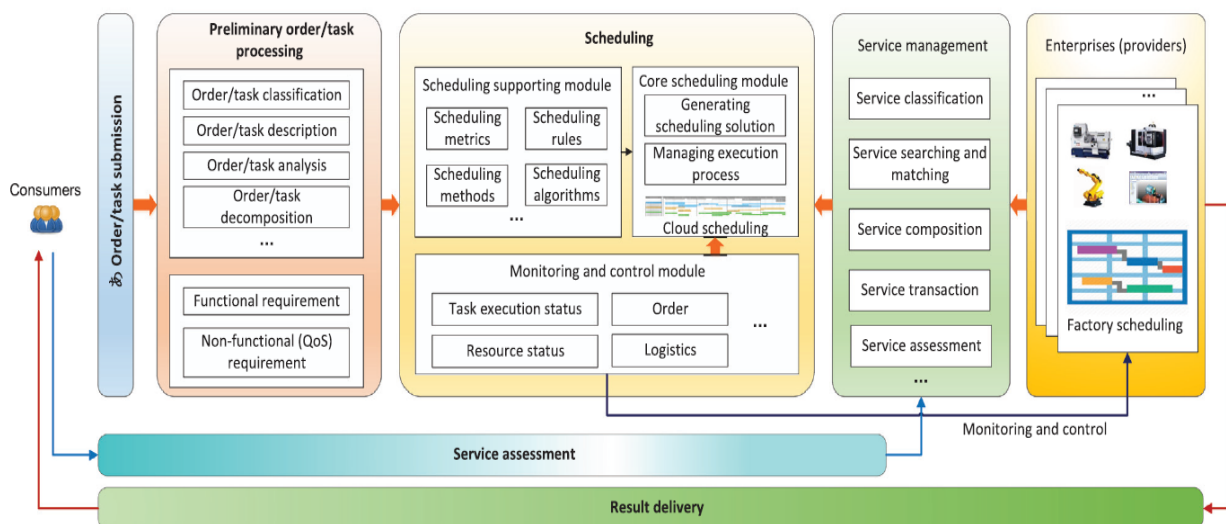 Consumers
あ Order/task submission
Preliminary order/task
processing
Order/task classification
Order/task description
Order/task analysis
Order/task
decomposition
...
Functional requirement
Non-functional (QoS)
requirement
Scheduling
Scheduling supporting module
Scheduling
metrics
Scheduling
rules
Scheduling
methods
Scheduling
algorithms
...
Core scheduling module
Generating
scheduling solution
Managing execution
process
Cloud scheduling
Monitoring and control module
Task execution status
Order
Resource status
Logistics
...
Service management
Service classification
Service searching and
matching
Service composition
Service transaction
Service assessment
...
Enterprises (providers)
...
Factory scheduling
Monitoring and control
Service assessment
Result delivery